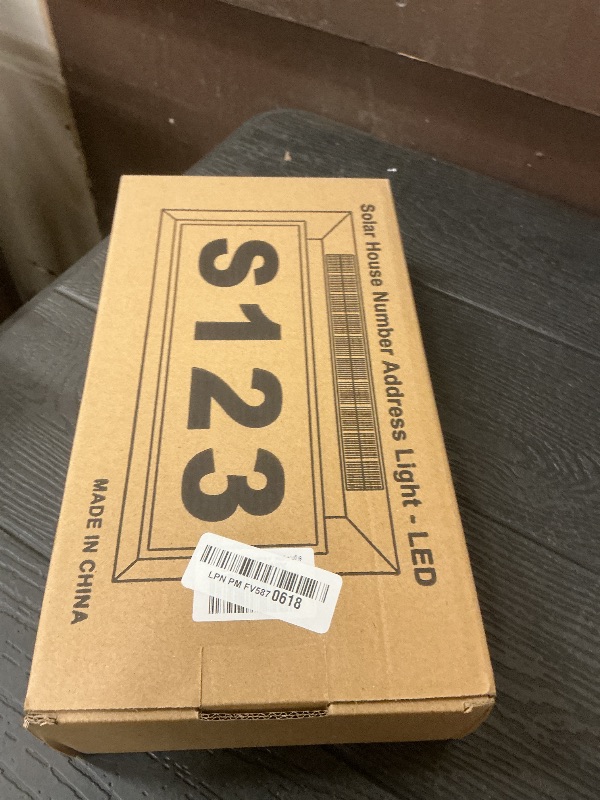 Solar House Number Address Light - LED
S123
MADE IN CHINA
LPN PM FV587 0618